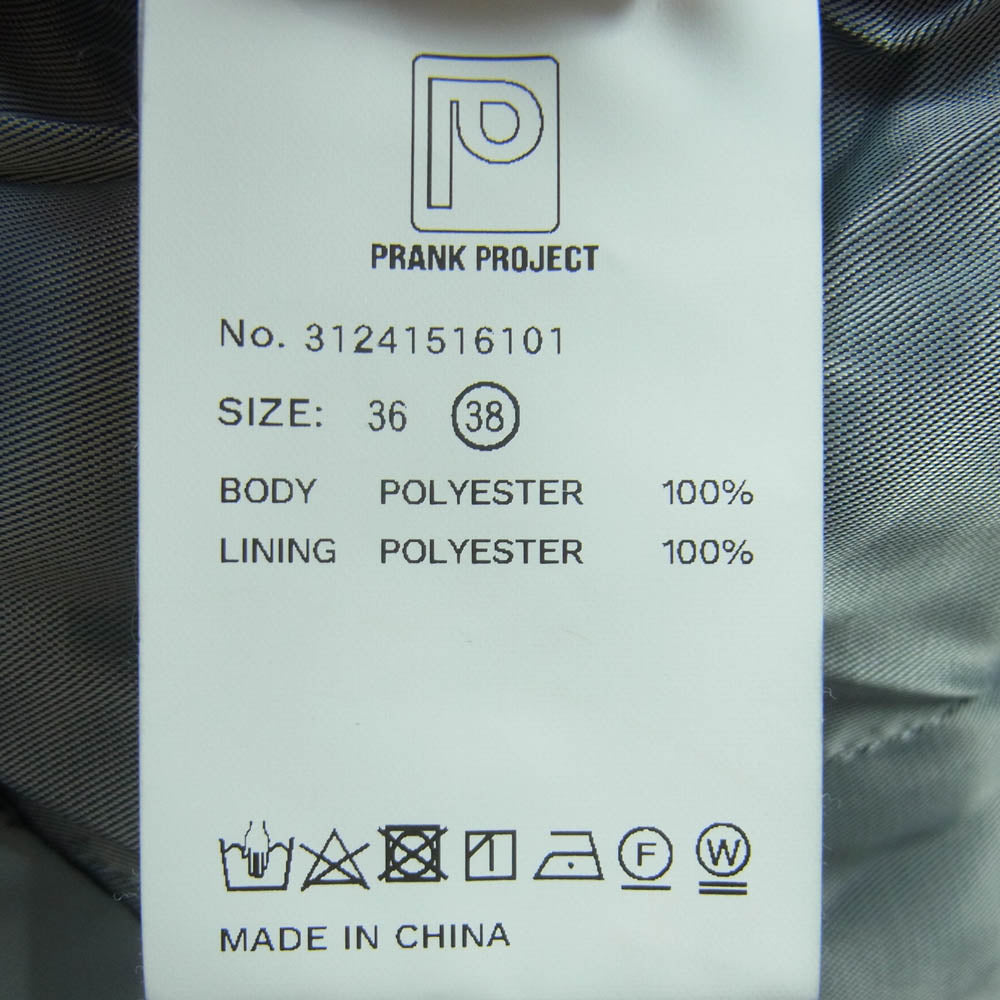 P
PRANK PROJECT
No. 31241516101
SIZE: 36 38
BODY POLYESTER 100%
LINING POLYESTER 100%
F W
MADE IN CHINA